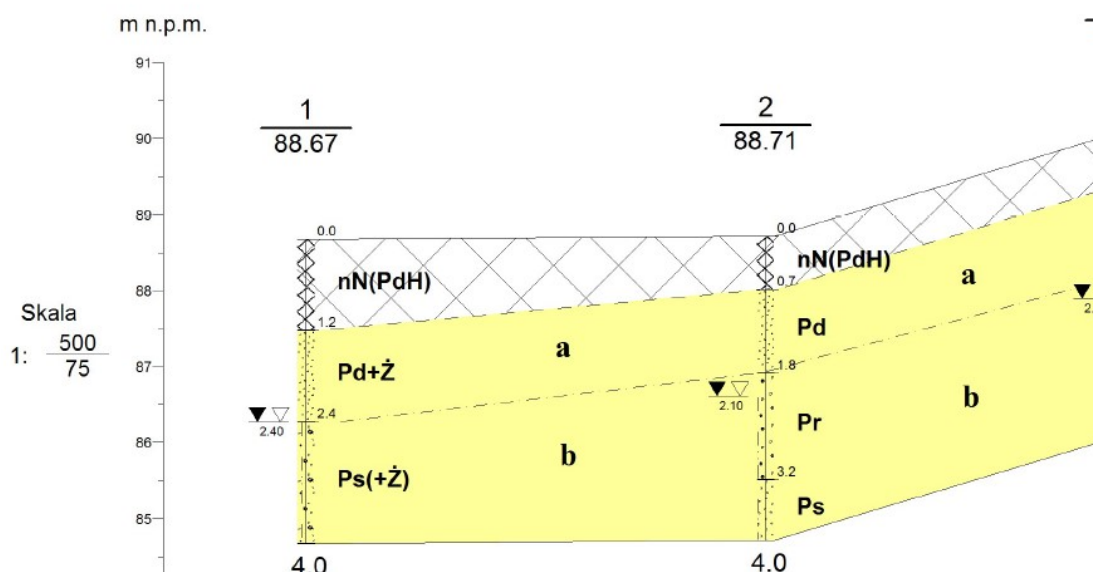 m n.p.m.
91
90
89
88
87
86
85
Skala
1: 500
75
1
88.67
2
88.71
0.0
nN(PdH)
1.2
Pd+Ż
2.4
2.40
Ps(+Ż)
4.0
a
b
0.0
nN(PdH)
0.7
Pd
1.8
2.10
Pr
3.2
Ps
4.0
a
b